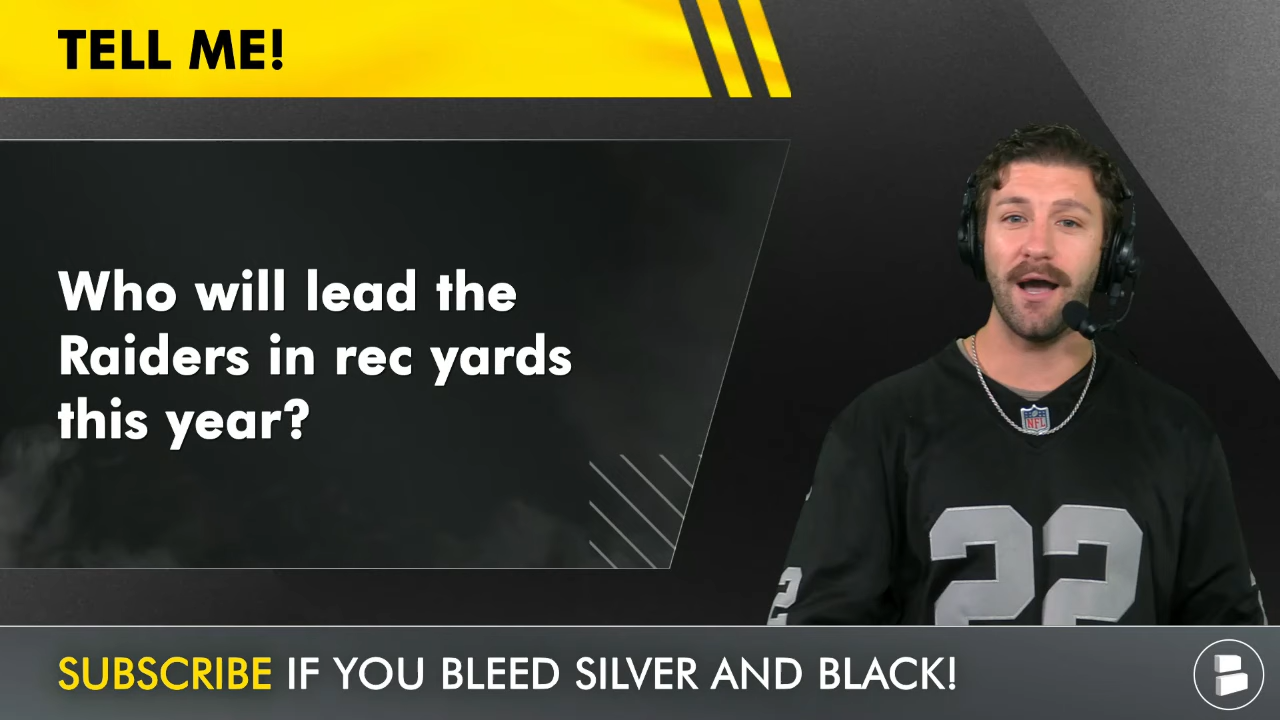 TELL ME!
Who will lead the
Raiders in rec yards
this year?
NFL
22
2
SUBSCRIBE IF YOU BLEED SILVER AND BLACK!